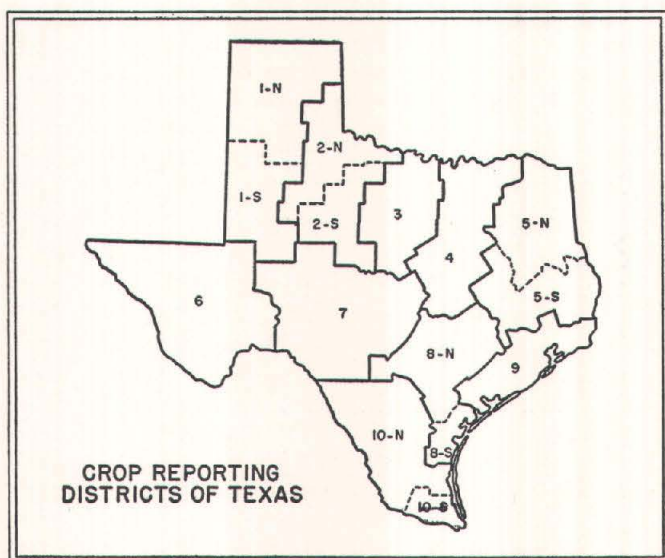 1-N
2-N
1-S
2-S
3
4
5-N
5-S
6
7
8-N
9
10-N
8-S
10-S
CROP REPORTING
DISTRICTS OF TEXAS